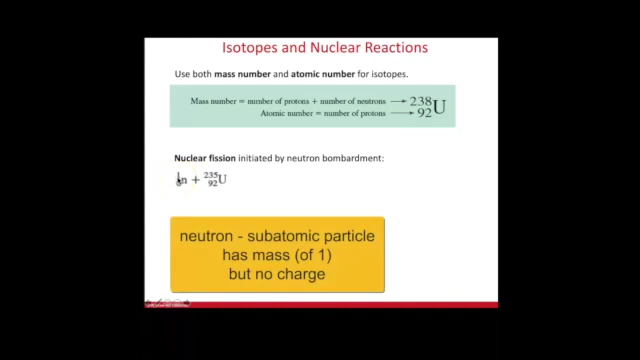 Isotopes and Nuclear Reactions
Use both mass number and atomic number for isotopes.
Mass number = number of protons + number of neutrons → 238
Atomic number = number of protons → 92 U
Nuclear fission initiated by neutron bombardment:
n + 235 92 U
neutron - subatomic particle
has mass (of 1)
but no charge